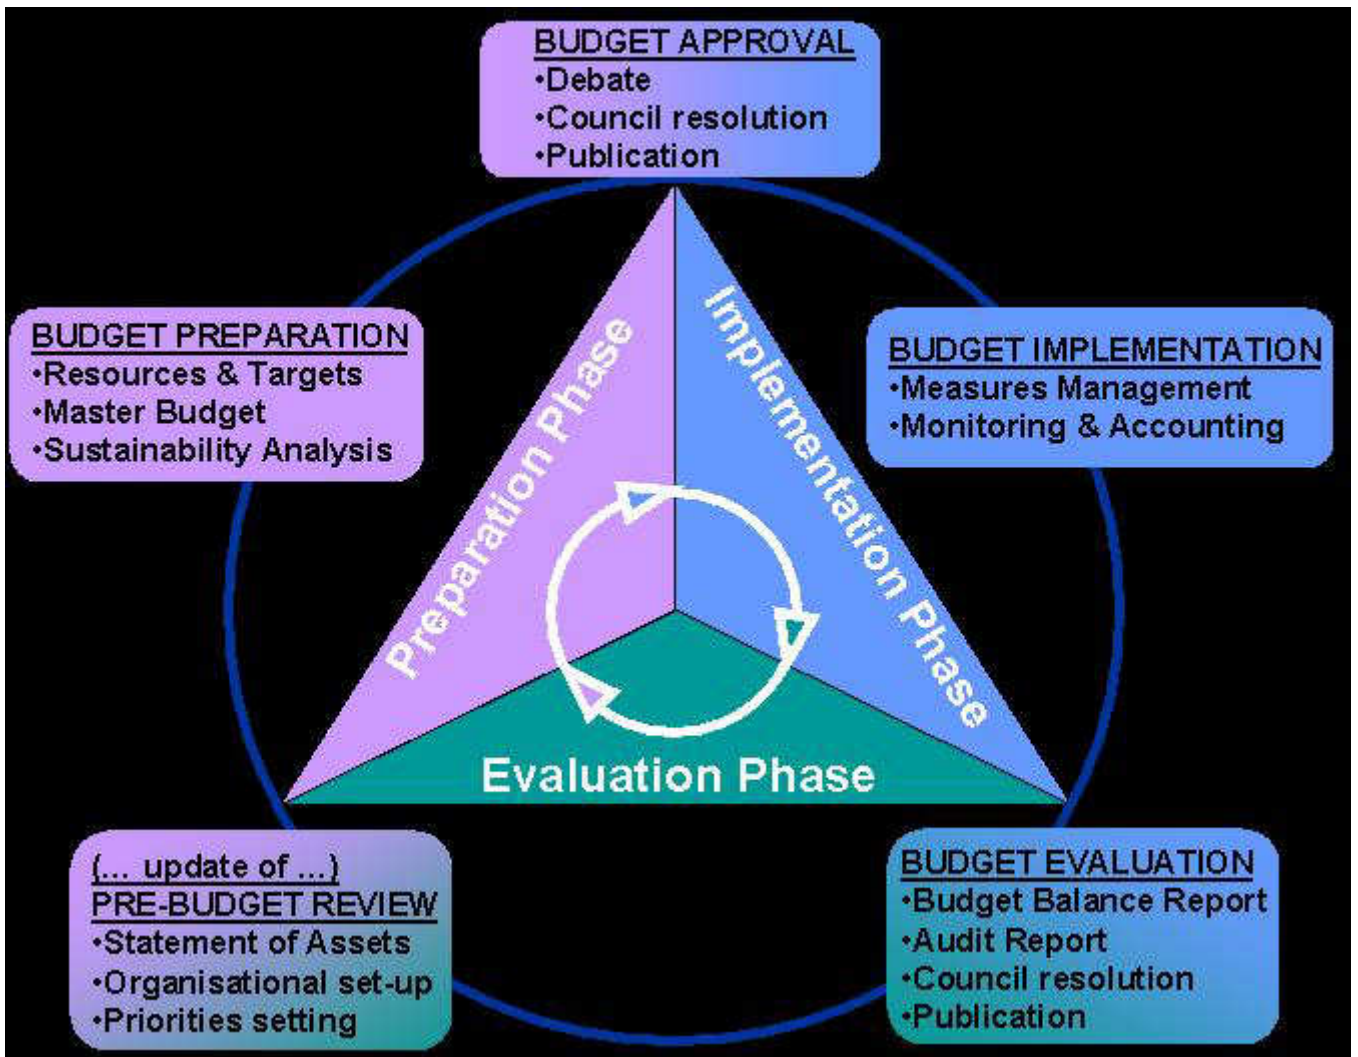 BUDGET APPROVAL
•Debate
•Council resolution
•Publication
BUDGET PREPARATION
•Resources & Targets
•Master Budget
•Sustainability Analysis
Preparation Phase
Implementation Phase
BUDGET IMPLEMENTATION
•Measures Management
•Monitoring & Accounting
Evaluation Phase
(... update of ...)
PRE-BUDGET REVIEW
•Statement of Assets
•Organisational set-up
•Priorities setting
BUDGET EVALUATION
•Budget Balance Report
•Audit Report
•Council resolution
•Publication